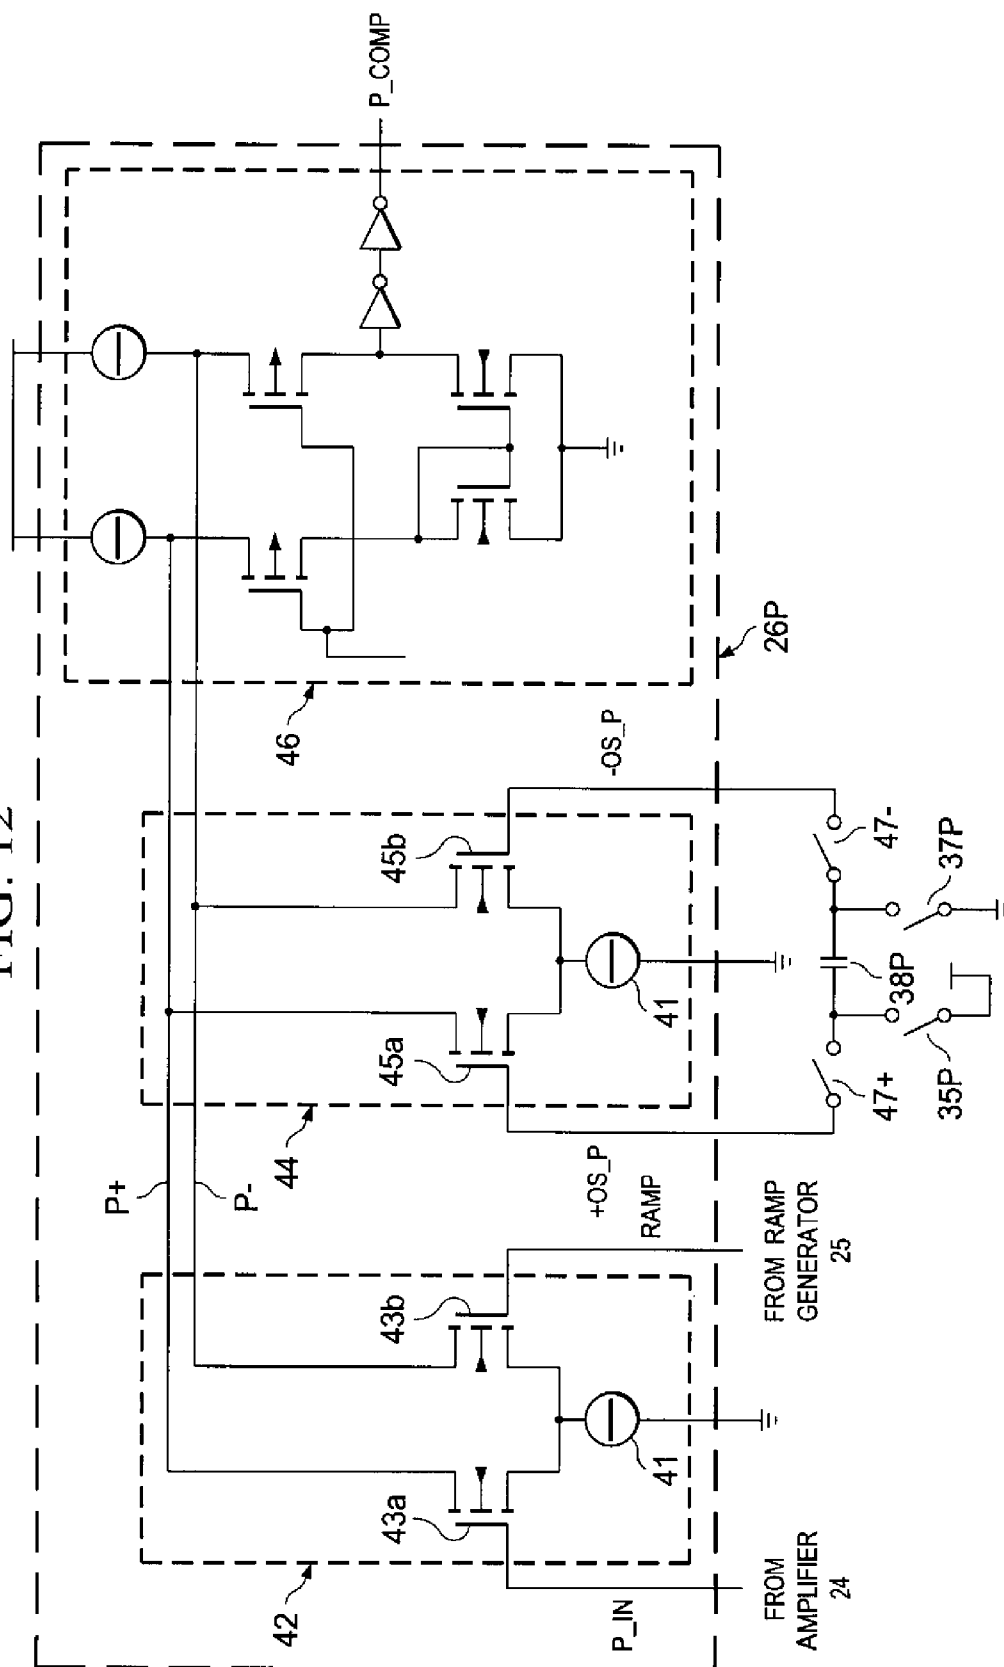 FIG. 12
P_COMP
46
26P
P+
P-
44
45a
45b
41
-OS_P
+OS_P
47-
37P
38P
35P
47+
42
43a
43b
41
RAMP
P_IN
FROM RAMP
GENERATOR
25
FROM
AMPLIFIER
24